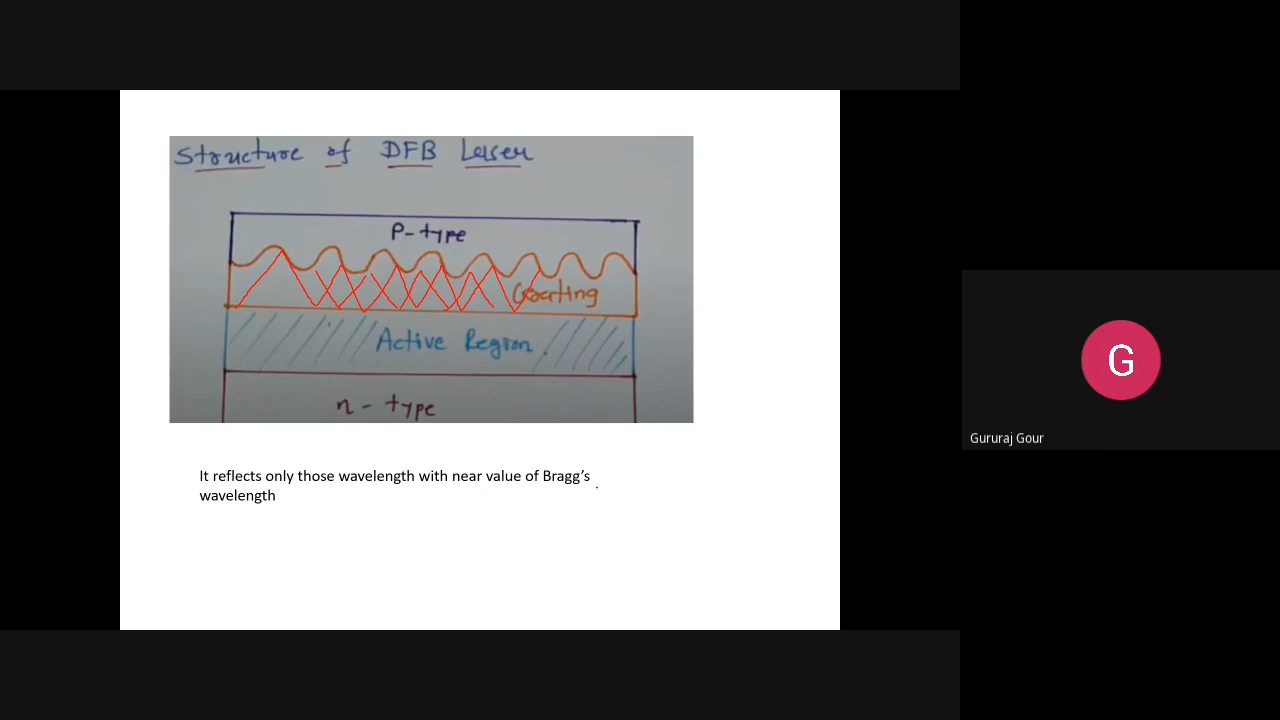 Structure of DFB Laser
P-type
Grating
Active Region.
n-type
It reflects only those wavelength with near value of Bragg's
wavelength
G
Gururaj Gour